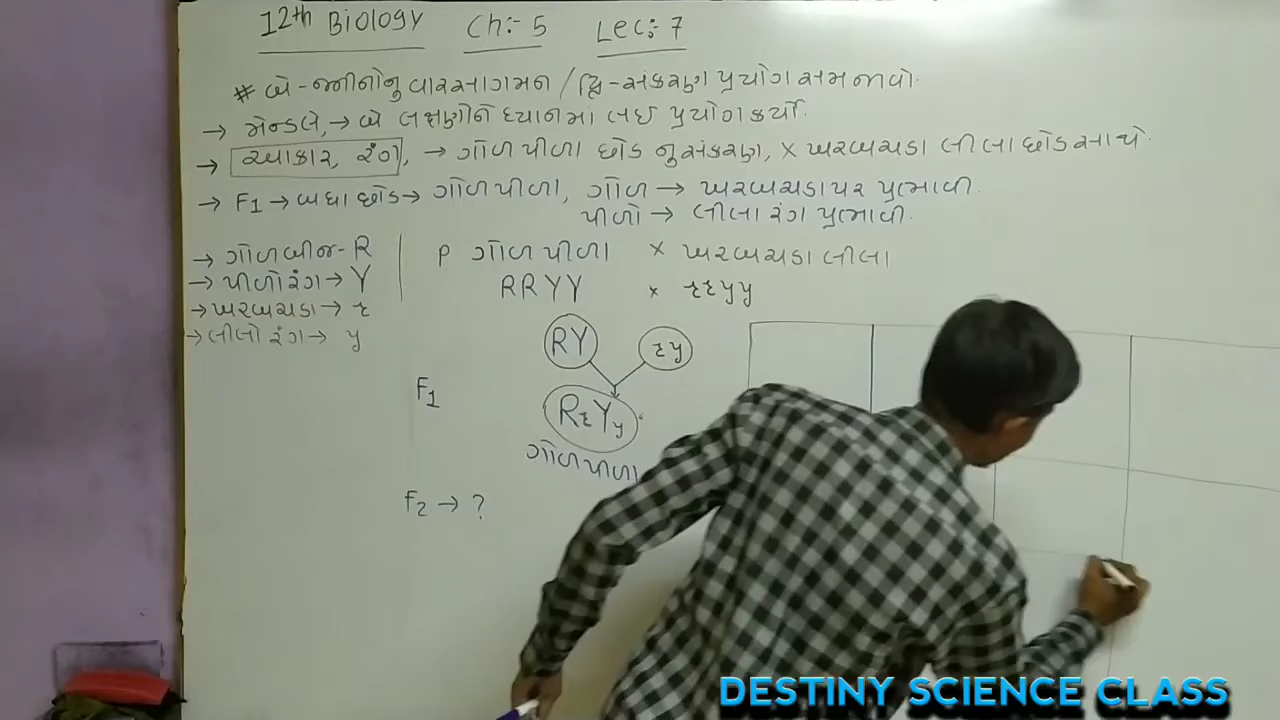 12th BIOLOGY Ch:- 5 Lec:- 7
# બે-જનીનોનુ વારસાગમન / દ્વિ-સંકરણ પ્રયોગ સમજાવો.
→ મેન્ડલે, → બે લક્ષણોને ધ્યાનમાં લઈ પ્રયોગ કર્યો.
→ આકાર, રંગ, → ગોળ પીળા છોડ નુ સંકરણ, × ખરબચડા લીલા છોડ સાથે.
→ F1 → બધા છોડ → ગોળ પીળા, ગોળ → ખરબચડા પર પ્રભાવી.
પીળો → લીલા રંગ પ્રભાવી.
→ ગોળ બીજ - R
→ પીળો રંગ → Y
→ ખરબચડા → r
→ લીલો રંગ → y
P ગોળ પીળા × ખરબચડા લીલા
RRYY × rryy
RY ry
F1 RrYy
ગોળ પીળા
F2 → ?
DESTINY SCIENCE CLASS